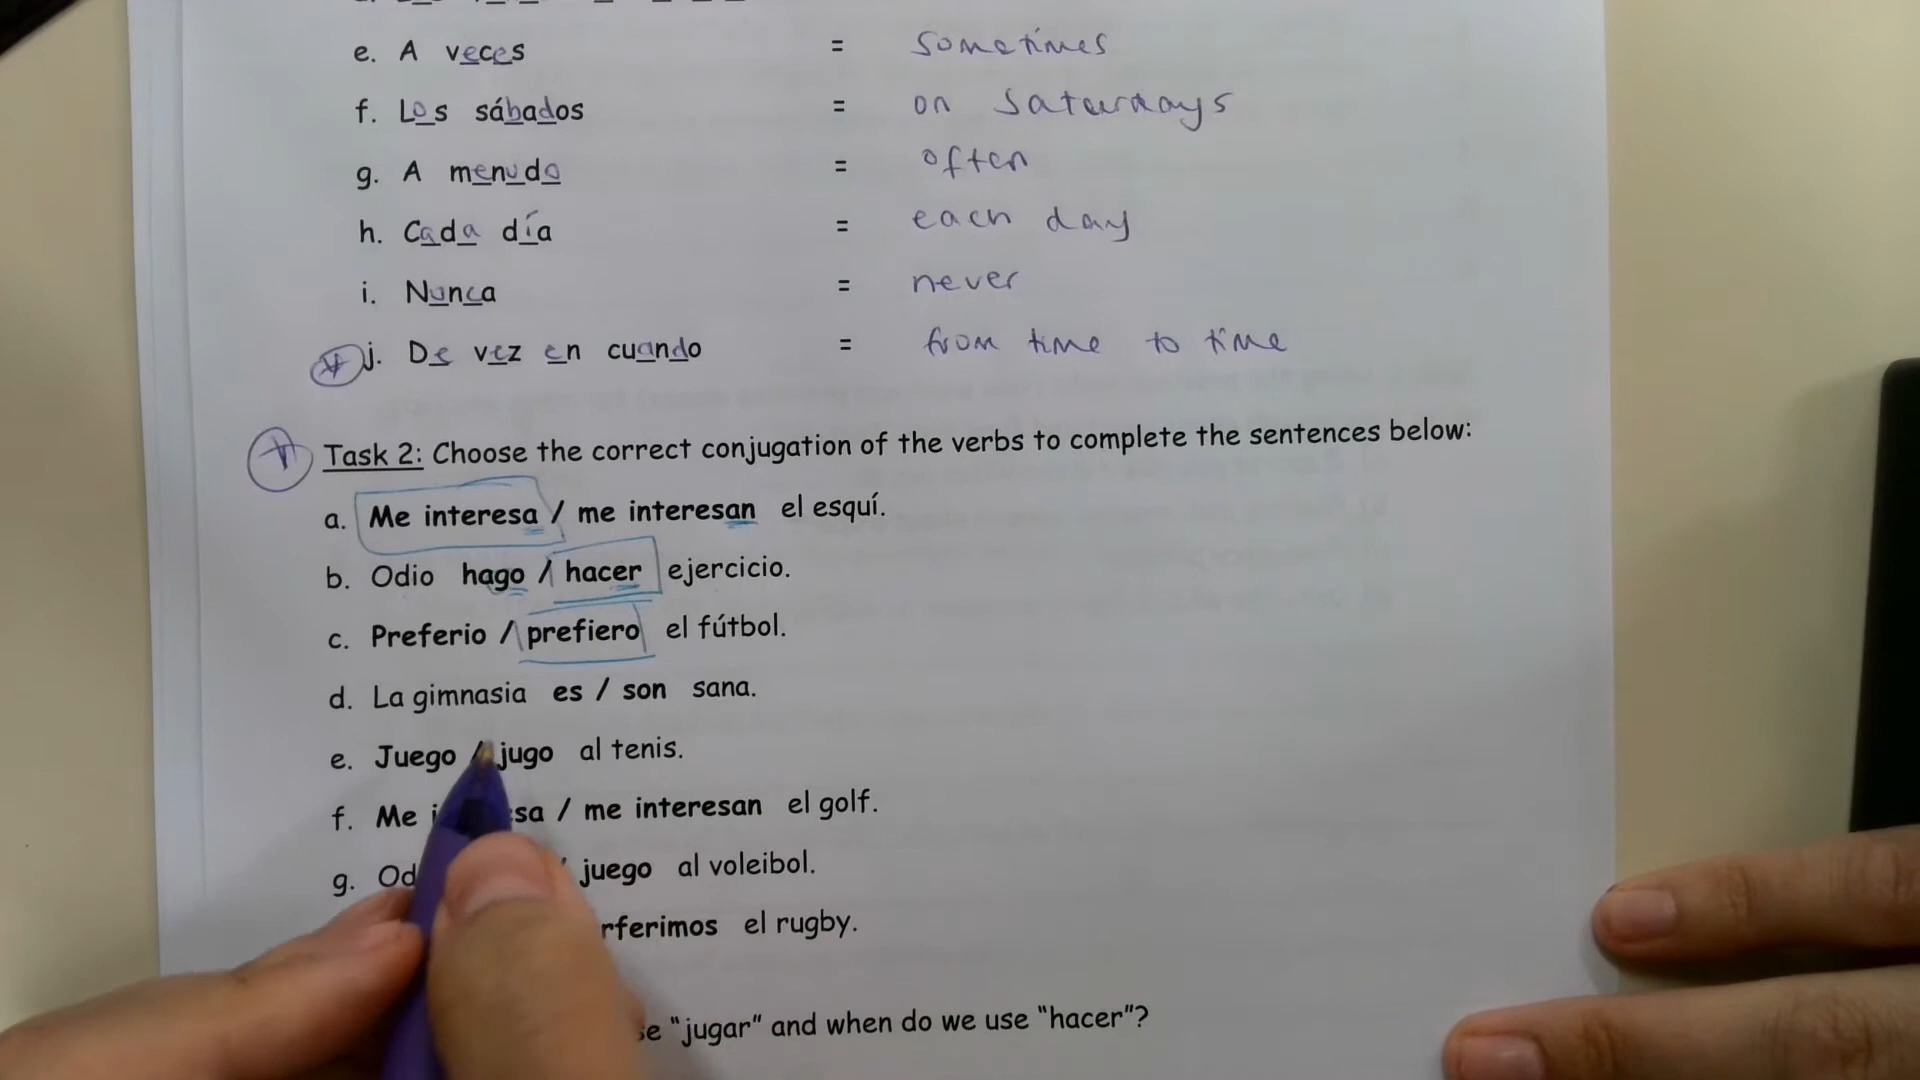 e. A veces = sometimes
f. Los sábados = on Saturdays
g. A menudo = often
h. Cada día = each day
i. Nunca = never
j. De vez en cuando = from time to time
Task 2: Choose the correct conjugation of the verbs to complete the sentences below:
a. Me interesa / me interesan el esquí.
b. Odio hago / hacer ejercicio.
c. Preferio / prefiero el fútbol.
d. La gimnasia es / son sana.
e. Juego / jugo al tenis.
f. Me / me interesan el golf.
g. juego al voleibol.
rferimos el rugby.
"jugar" and when do we use "hacer"?